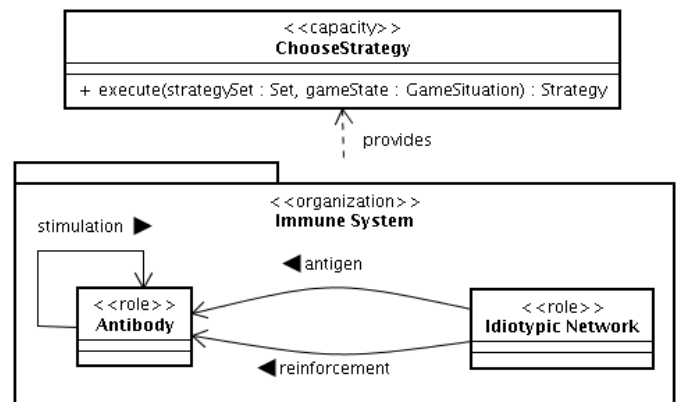 < <capacity> >
ChooseStrategy
+ execute(strategySet : Set, gameState : GameSituation) : Strategy
provides
< <organization> >
Immune System
stimulation ▶
◀ antigen
< <role> >
Antibody
< <role> >
Idiotypic Network
◀ reinforcement